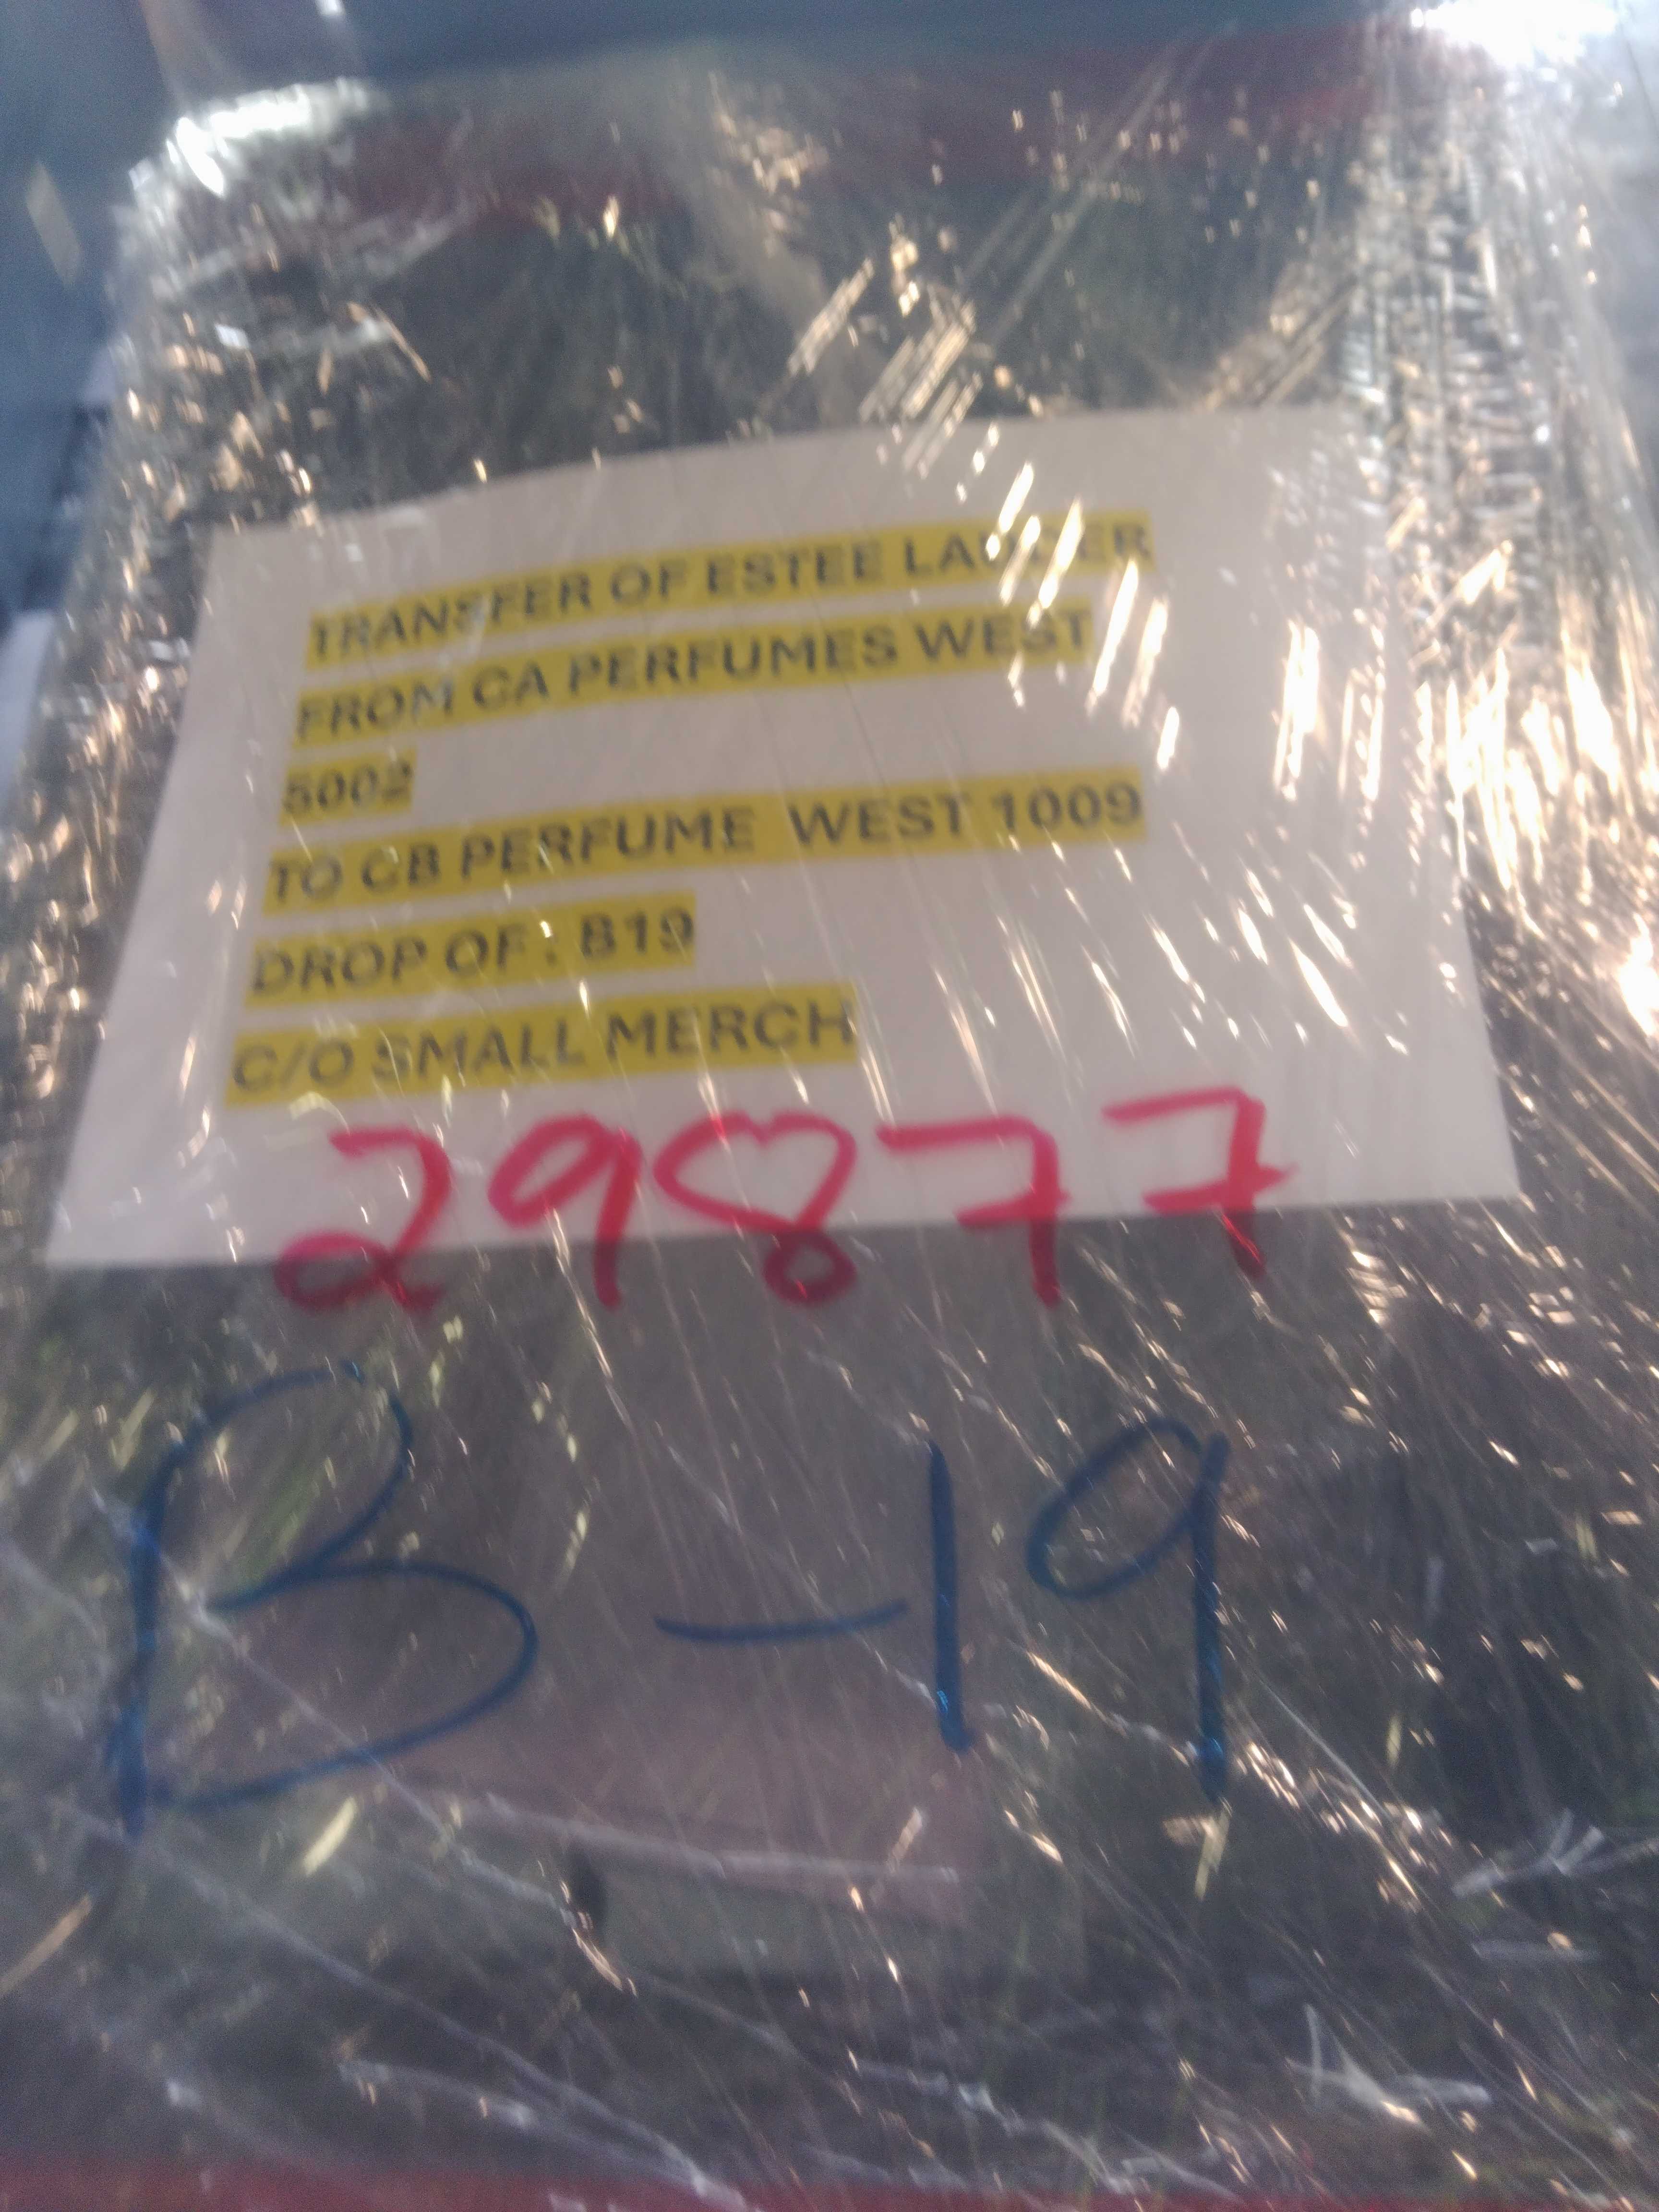 TRANSFER OF ESTEE LAUDER
FROM CA PERFUMES WEST
5002
TO CB PERFUME WEST 1009
DROP OF : B19
C/O SMALL MERCH
29877
B-19